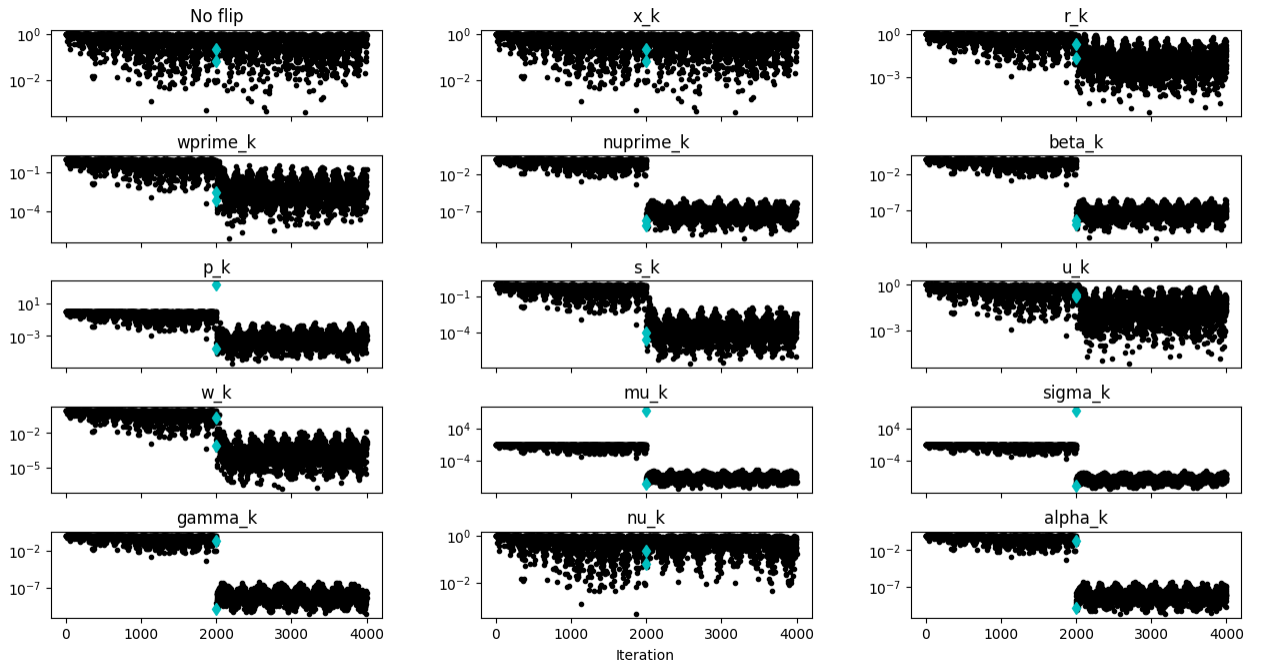 No flip x_k r_k
10^0 10^0 10^0
10^-2 10^-2 10^-3
wprime_k nuprime_k beta_k
10^-1 10^-2 10^-2
10^-4 10^-7 10^-7
p_k s_k u_k
10^1 10^-1 10^0
10^-3 10^-4 10^-3
w_k mu_k sigma_k
10^-2 10^4 10^4
10^-5 10^-4 10^-4
gamma_k nu_k alpha_k
10^-2 10^0 10^-2
10^-7 10^-2 10^-7
0 1000 2000 3000 4000 0 1000 2000 3000 4000 0 1000 2000 3000 4000
Iteration